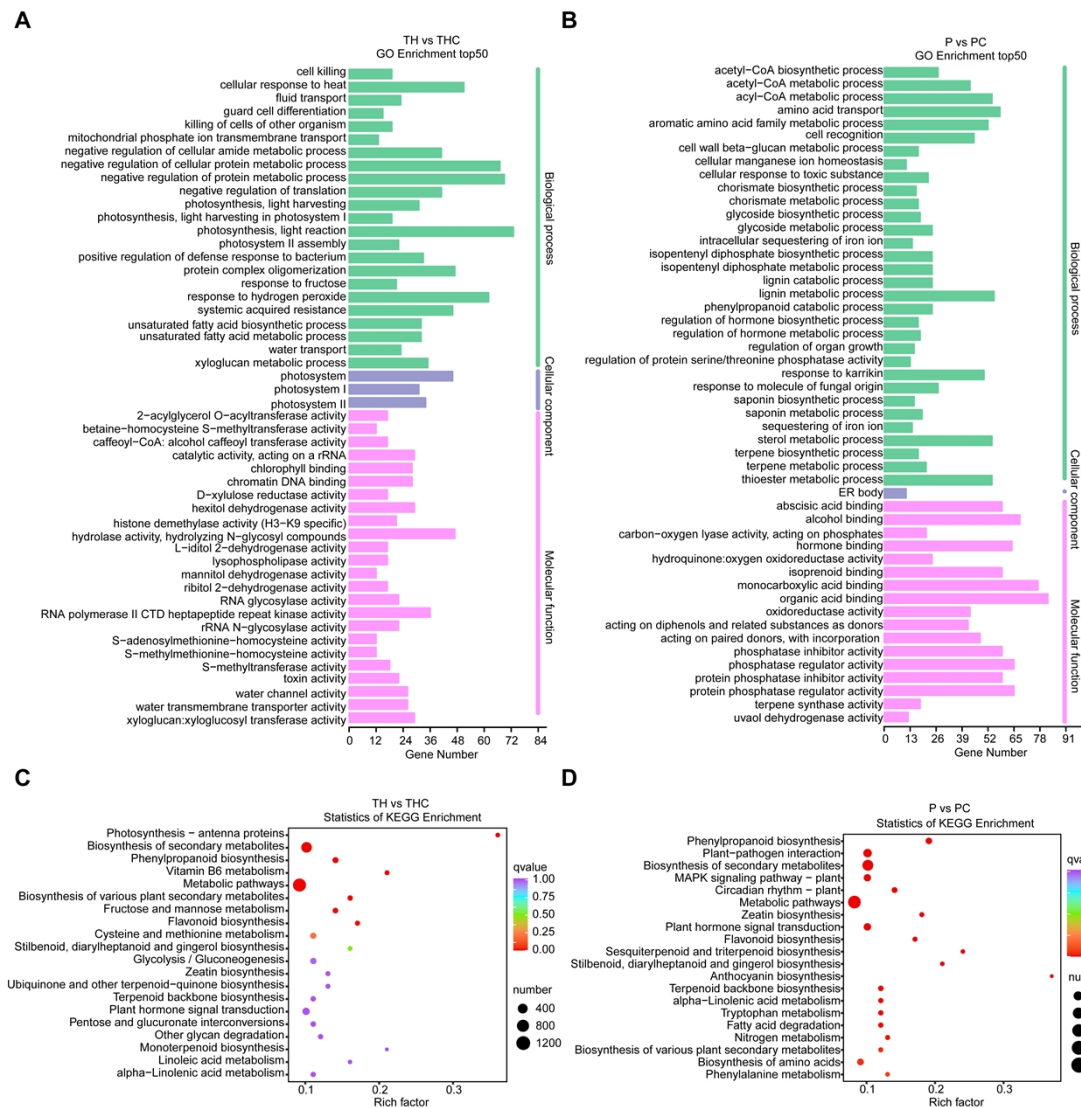 A
TH vs THC
GO Enrichment top50
cell killing
cellular response to heat
fluid transport
guard cell differentiation
killing of cells of other organism
mitochondrial phosphate ion transmembrane transport
negative regulation of cellular amide metabolic process
negative regulation of cellular protein metabolic process
negative regulation of protein metabolic process
negative regulation of translation
photosynthesis, light harvesting
photosynthesis, light harvesting in photosystem I
photosynthesis, light reaction
photosystem II assembly
positive regulation of defense response to bacterium
protein complex oligomerization
response to fructose
response to hydrogen peroxide
systemic acquired resistance
unsaturated fatty acid biosynthetic process
unsaturated fatty acid metabolic process
water transport
xyloglucan metabolic process
photosystem
photosystem I
photosystem II
2−acylglycerol O−acyltransferase activity
betaine−homocysteine S−methyltransferase activity
caffeoyl−CoA: alcohol caffeoyl transferase activity
catalytic activity, acting on a rRNA
chlorophyll binding
chromatin DNA binding
D−xylulose reductase activity
hexitol dehydrogenase activity
histone demethylase activity (H3−K9 specific)
hydrolase activity, hydrolyzing N−glycosyl compounds
L−iditol 2−dehydrogenase activity
lysophospholipase activity
mannitol dehydrogenase activity
ribitol 2−dehydrogenase activity
RNA glycosylase activity
RNA polymerase II CTD heptapeptide repeat kinase activity
rRNA N−glycosylase activity
S−adenosylmethionine−homocysteine activity
S−methylmethionine−homocysteine activity
S−methyltransferase activity
toxin activity
water channel activity
water transmembrane transporter activity
xyloglucan:xyloglucosyl transferase activity
Biological process
Cellular component
Molecular function
0 12 24 36 48 60 72 84
Gene Number
B
P vs PC
GO Enrichment top50
acetyl−CoA biosynthetic process
acetyl−CoA metabolic process
acyl−CoA metabolic process
amino acid transport
aromatic amino acid family metabolic process
cell recognition
cell wall beta−glucan metabolic process
cellular manganese ion homeostasis
cellular response to toxic substance
chorismate biosynthetic process
chorismate metabolic process
glycoside biosynthetic process
glycoside metabolic process
intracellular sequestering of iron ion
isopentenyl diphosphate biosynthetic process
isopentenyl diphosphate metabolic process
lignin catabolic process
lignin metabolic process
phenylpropanoid catabolic process
regulation of hormone biosynthetic process
regulation of hormone metabolic process
regulation of organ growth
regulation of protein serine/threonine phosphatase activity
response to karrikin
response to molecule of fungal origin
saponin biosynthetic process
saponin metabolic process
sequestering of iron ion
sterol metabolic process
terpene biosynthetic process
terpene metabolic process
thioester metabolic process
ER body
abscisic acid binding
alcohol binding
carbon−oxygen lyase activity, acting on phosphates
hormone binding
hydroquinone:oxygen oxidoreductase activity
isoprenoid binding
monocarboxylic acid binding
organic acid binding
oxidoreductase activity
acting on diphenols and related substances as donors
acting on paired donors, with incorporation
phosphatase inhibitor activity
phosphatase regulator activity
protein phosphatase inhibitor activity
protein phosphatase regulator activity
terpene synthase activity
uvaol dehydrogenase activity
Biological process
Cellular component
Molecular function
0 13 26 39 52 65 78 91
Gene Number
C
TH vs THC
Statistics of KEGG Enrichment
Photosynthesis − antenna proteins
Biosynthesis of secondary metabolites
Phenylpropanoid biosynthesis
Vitamin B6 metabolism
Metabolic pathways
Biosynthesis of various plant secondary metabolites
Fructose and mannose metabolism
Flavonoid biosynthesis
Cysteine and methionine metabolism
Stilbenoid, diarylheptanoid and gingerol biosynthesis
Glycolysis / Gluconeogenesis
Zeatin biosynthesis
Ubiquinone and other terpenoid−quinone biosynthesis
Terpenoid backbone biosynthesis
Plant hormone signal transduction
Pentose and glucuronate interconversions
Other glycan degradation
Monoterpenoid biosynthesis
Linoleic acid metabolism
alpha−Linolenic acid metabolism
0.1 0.2 0.3
Rich factor
qvalue
1.00
0.75
0.50
0.25
0.00
number
400
800
1200
D
P vs PC
Statistics of KEGG Enrichment
Phenylpropanoid biosynthesis
Plant−pathogen interaction
Biosynthesis of secondary metabolites
MAPK signaling pathway − plant
Circadian rhythm − plant
Metabolic pathways
Zeatin biosynthesis
Plant hormone signal transduction
Flavonoid biosynthesis
Sesquiterpenoid and triterpenoid biosynthesis
Stilbenoid, diarylheptanoid and gingerol biosynthesis
Anthocyanin biosynthesis
Terpenoid backbone biosynthesis
alpha−Linolenic acid metabolism
Tryptophan metabolism
Fatty acid degradation
Nitrogen metabolism
Biosynthesis of various plant secondary metabolites
Biosynthesis of amino acids
Phenylalanine metabolism
0.1 0.2 0.3
Rich factor